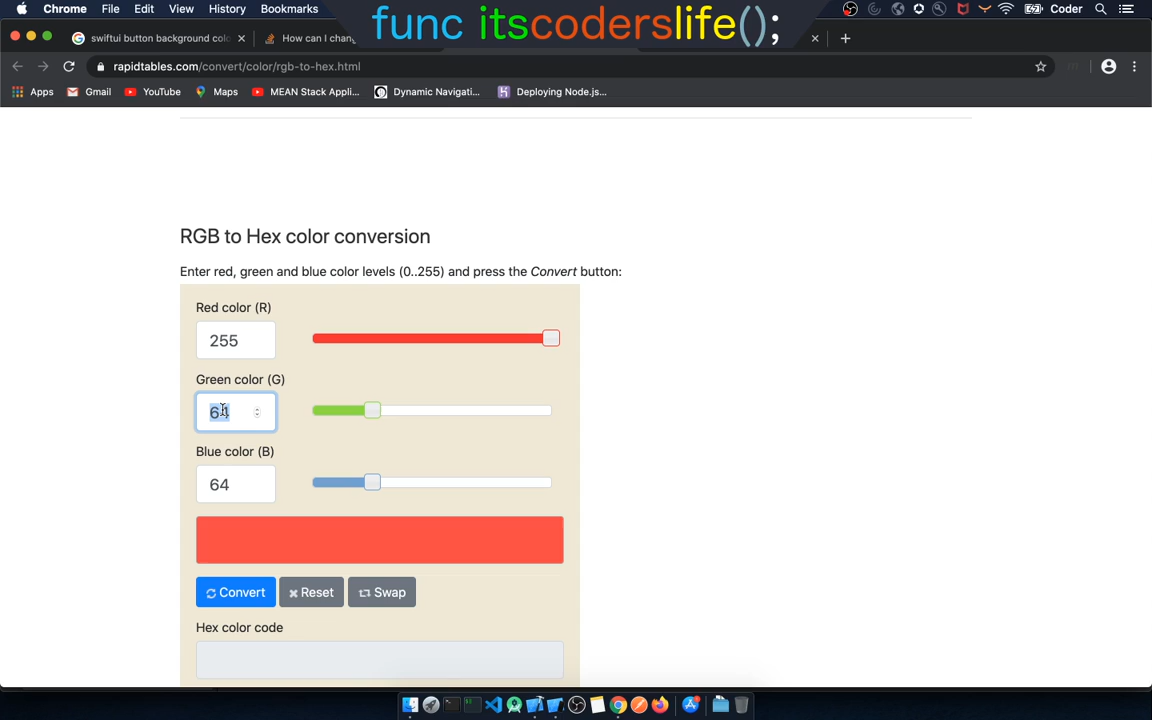 Chrome File Edit View History Bookmarks
func itscoderslife();
Coder
swiftui button background colo
How can I chang
rapidtables.com/convert/color/rgb-to-hex.html
Apps Gmail YouTube Maps MEAN Stack Appli... Dynamic Navigati... Deploying Node.js...
RGB to Hex color conversion
Enter red, green and blue color levels (0..255) and press the Convert button:
Red color (R)
255
Green color (G)
64
Blue color (B)
64
Convert Reset Swap
Hex color code